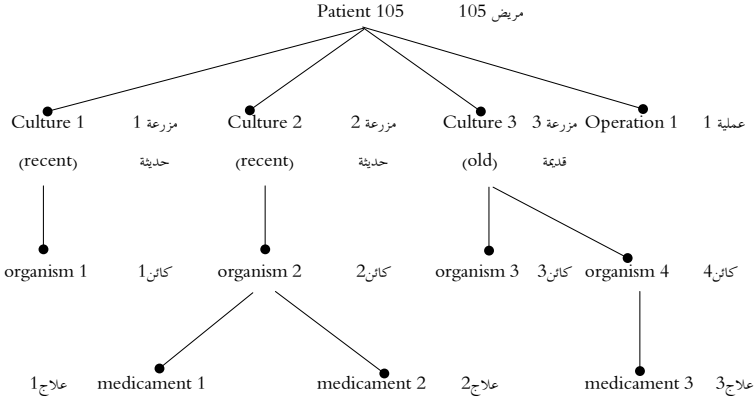 Patient 105 مريض 105
Culture 1 مزرعة 1 Culture 2 مزرعة 2 Culture 3 مزرعة 3 Operation 1 عملية 1
(recent) حديثة (recent) حديثة (old) قديمة
organism 1 كائن1 organism 2 كائن2 organism 3 كائن3 organism 4 كائن4
علاج1 medicament 1 medicament 2 علاج2 medicament 3 علاج3